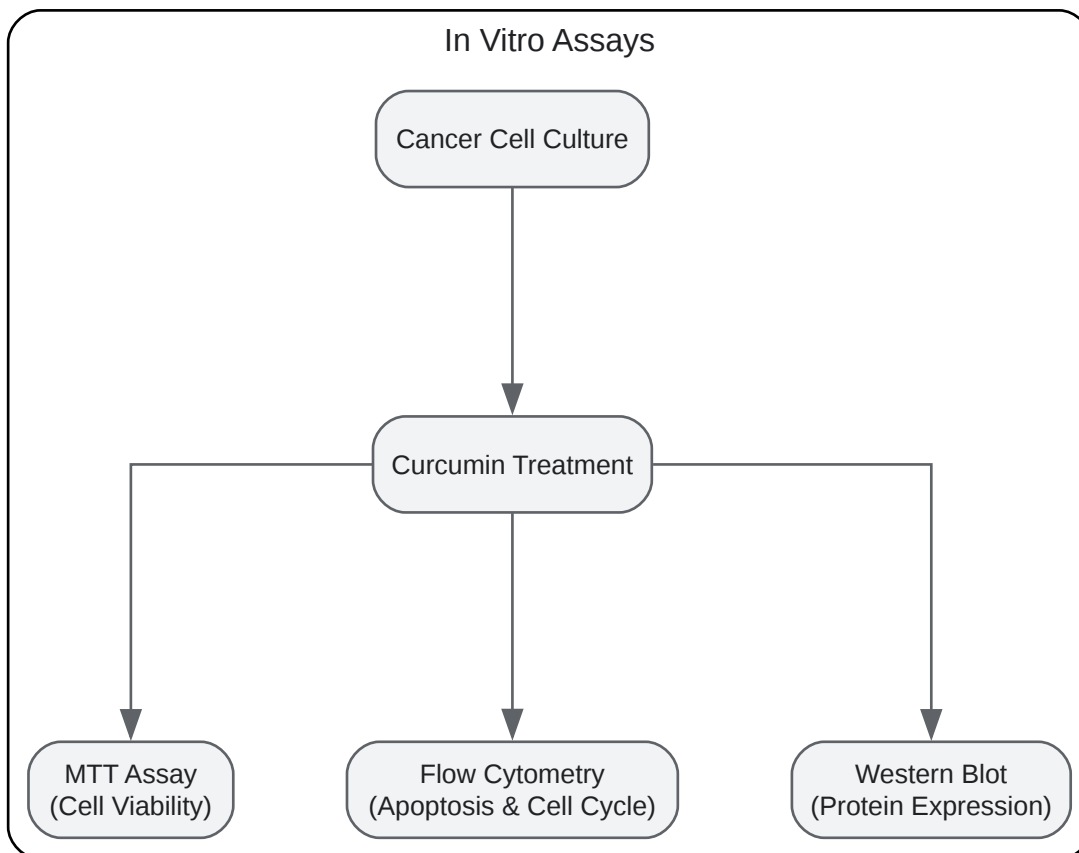 In Vitro Assays
Cancer Cell Culture
Curcumin Treatment
MTT Assay
(Cell Viability)
Flow Cytometry
(Apoptosis & Cell Cycle)
Western Blot
(Protein Expression)